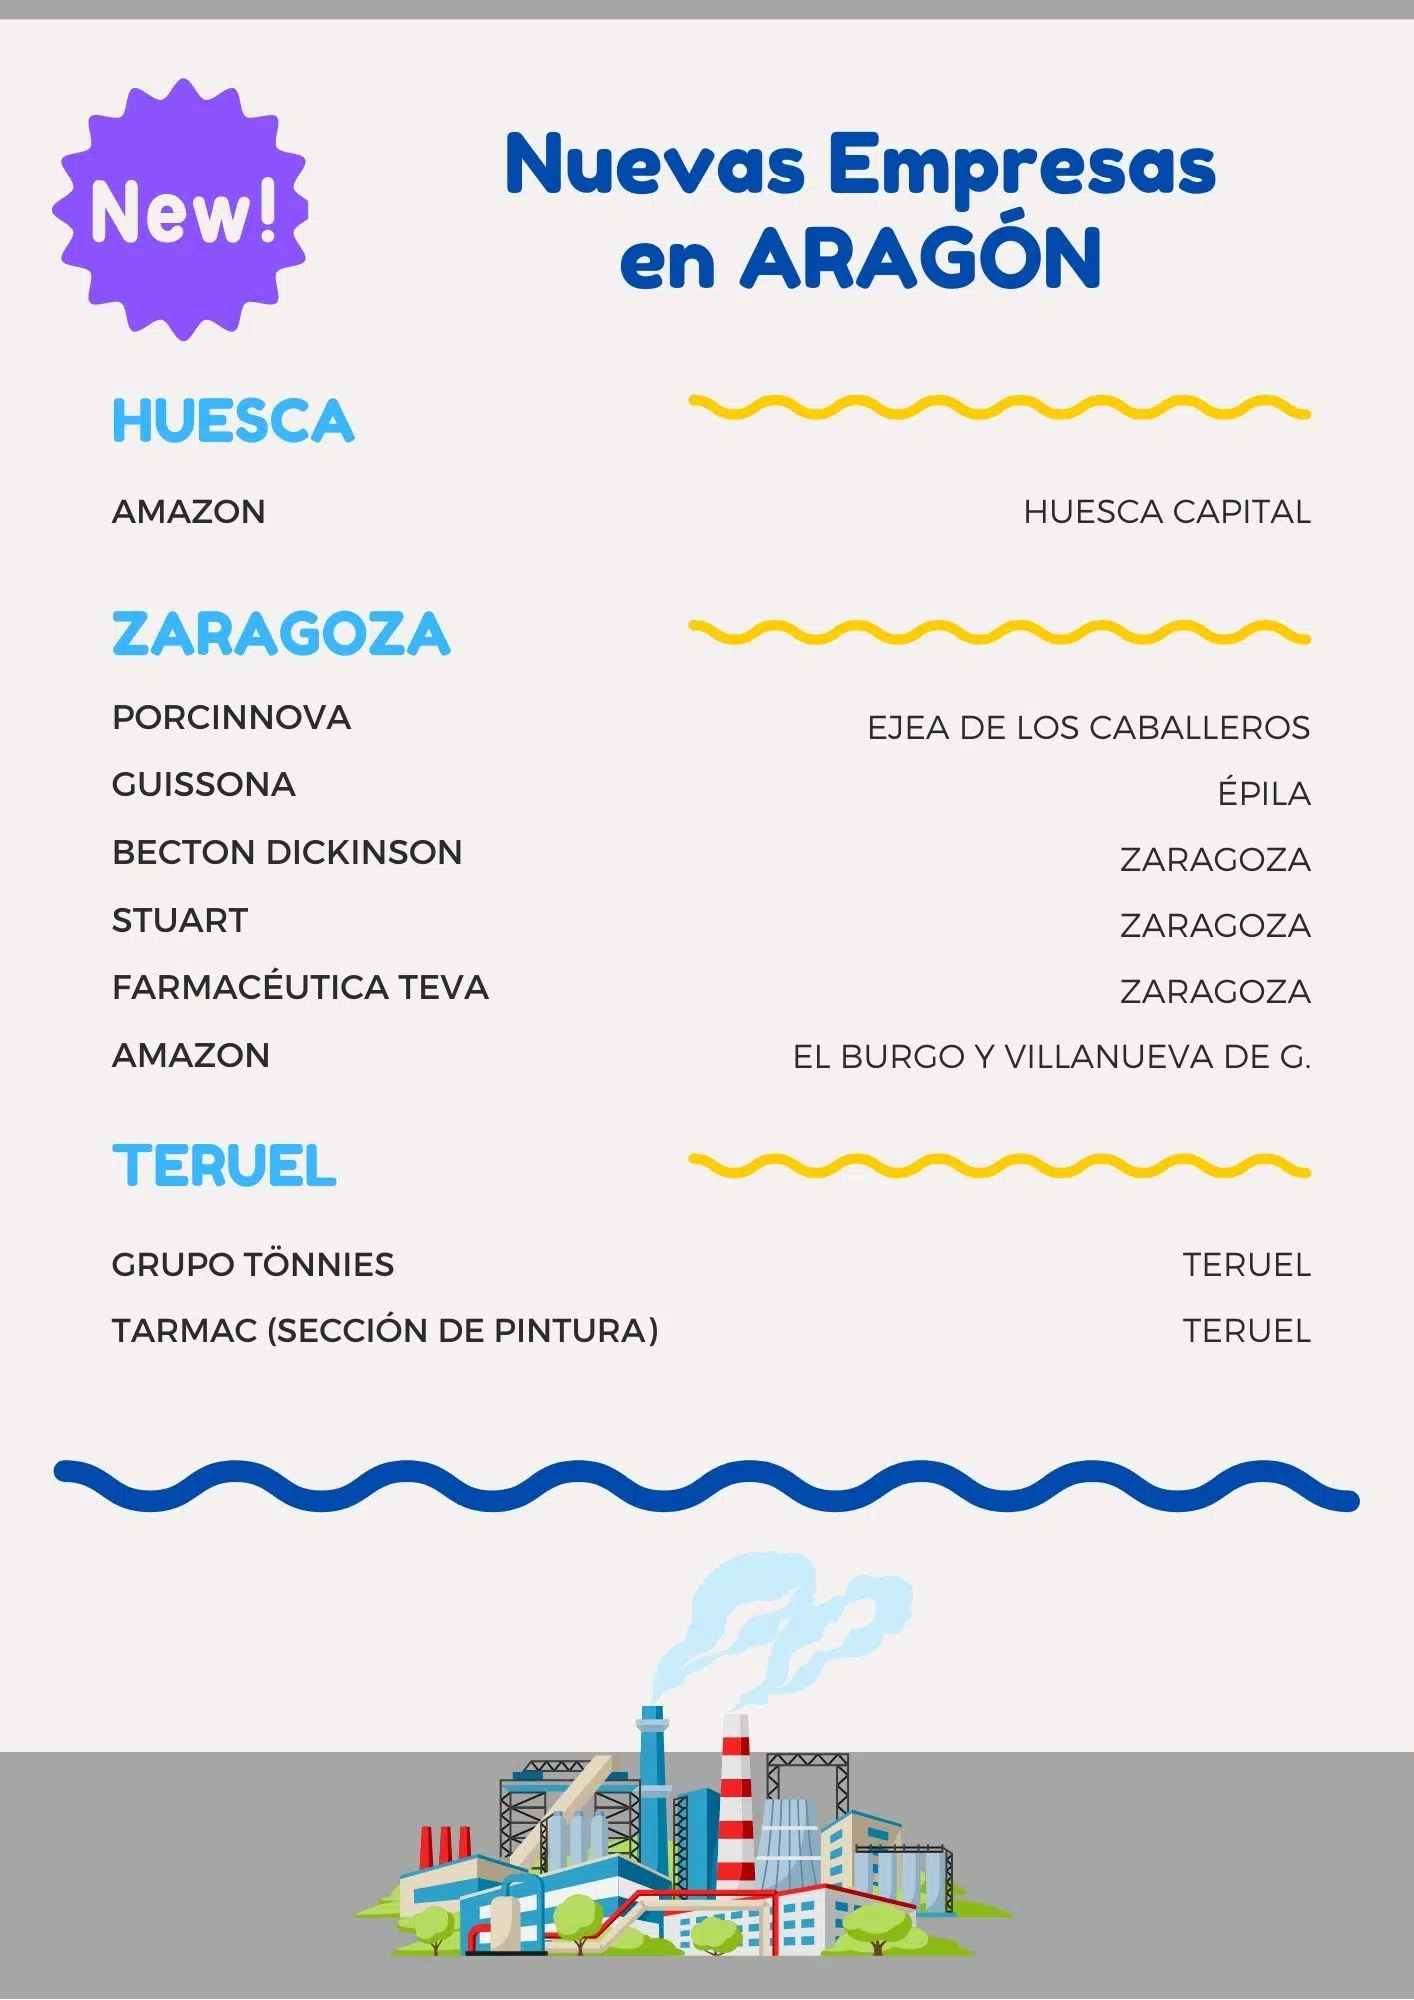 New!
Nuevas Empresas
en ARAGÓN
HUESCA
AMAZON HUESCA CAPITAL
ZARAGOZA
PORCINNOVA EJEA DE LOS CABALLEROS
GUISSONA ÉPILA
BECTON DICKINSON ZARAGOZA
STUART ZARAGOZA
FARMACÉUTICA TEVA ZARAGOZA
AMAZON EL BURGO Y VILLANUEVA DE G.
TERUEL
GRUPO TÖNNIES TERUEL
TARMAC (SECCIÓN DE PINTURA) TERUEL